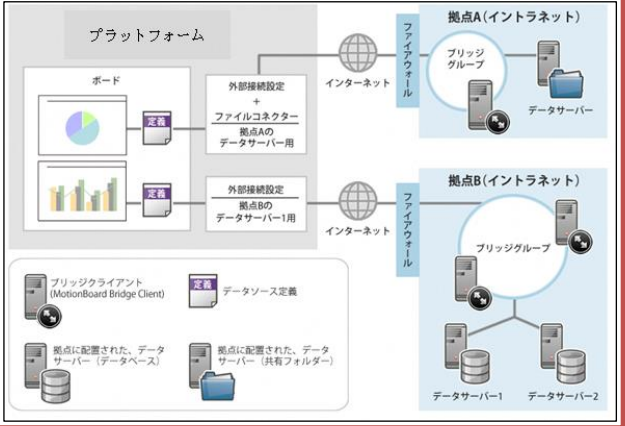 プラットフォーム
ボード
定義
定義
外部接続設定
+
ファイルコネクター
拠点Aの
データサーバー用
外部接続設定
拠点Bの
データサーバー1用
インターネット
インターネット
ファイアウォール
ファイアウォール
拠点A(イントラネット)
ブリッジ
グループ
データサーバー
拠点B(イントラネット)
ブリッジグループ
データサーバー1
データサーバー2
ブリッジクライアント
(MotionBoard Bridge Client)
定義
データソース定義
拠点に配置された、データ
サーバー(データベース)
拠点に配置された、データ
サーバー(共有フォルダー)